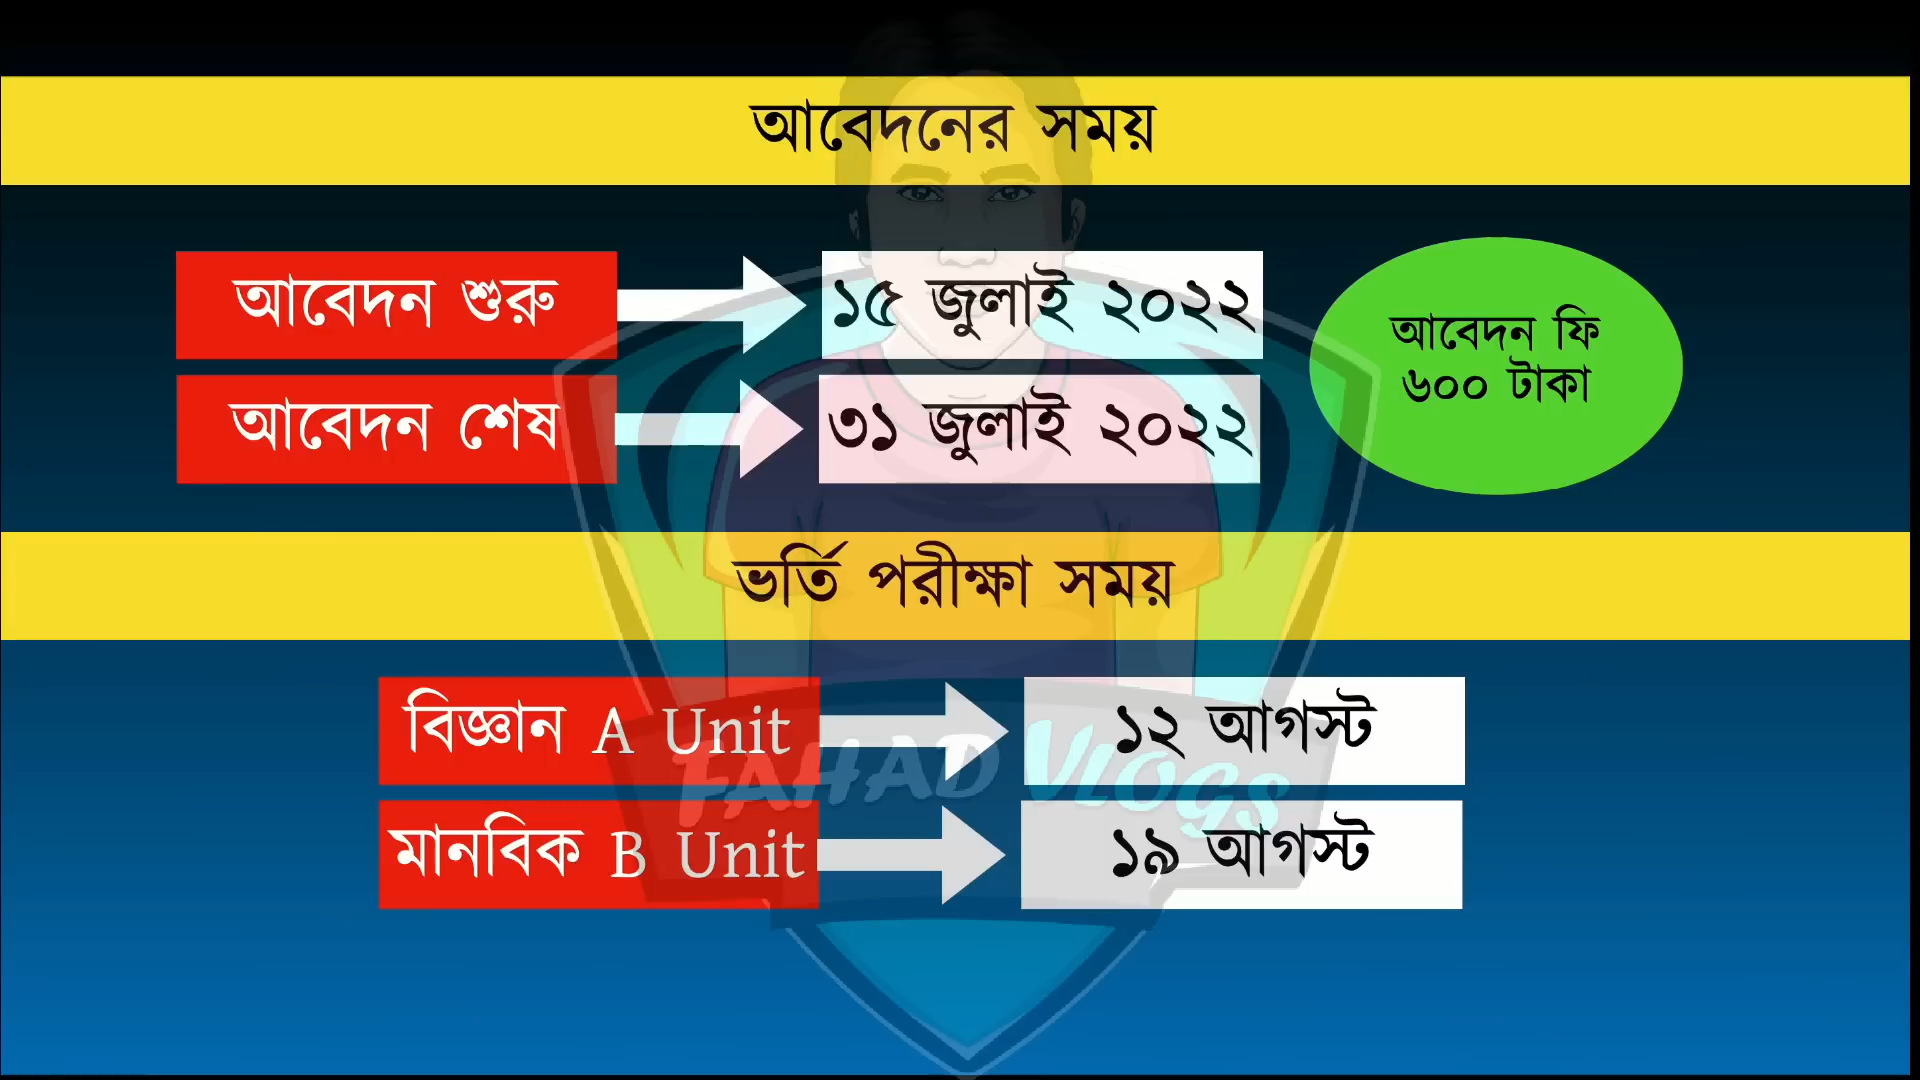 আবেদনের সময়
আবেদন শুরু
১৫ জুলাই ২০২২
আবেদন শেষ
৩১ জুলাই ২০২২
আবেদন ফি
৬০০ টাকা
ভর্তি পরীক্ষা সময়
বিজ্ঞান A Unit
১২ আগস্ট
মানবিক B Unit
১৯ আগস্ট
FAHAD VLOGS